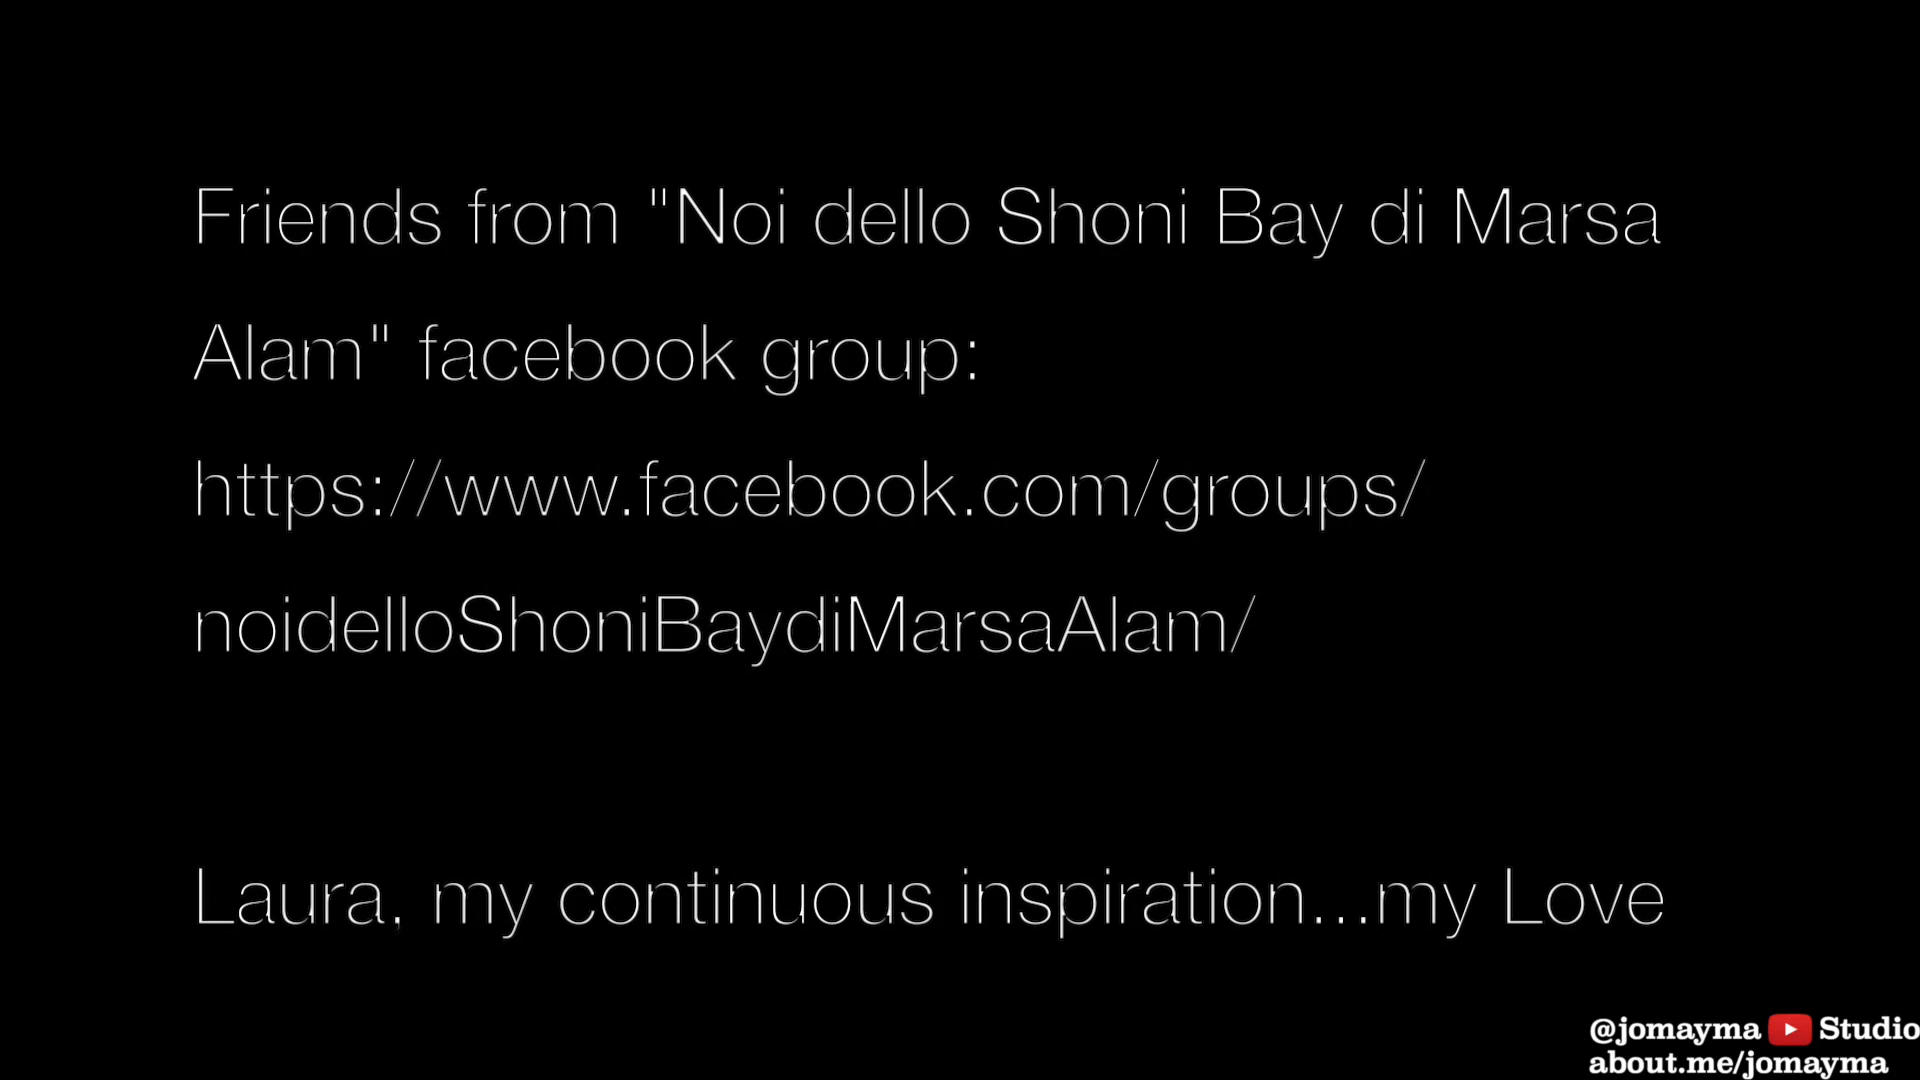 Friends from "Noi dello Shoni Bay di Marsa
Alam" facebook group:
https://www.facebook.com/groups/
noidelloShoniBaydiMarsaAlam/
Laura, my continuous inspiration...my Love
@jomayma Studio
about.me/jomayma